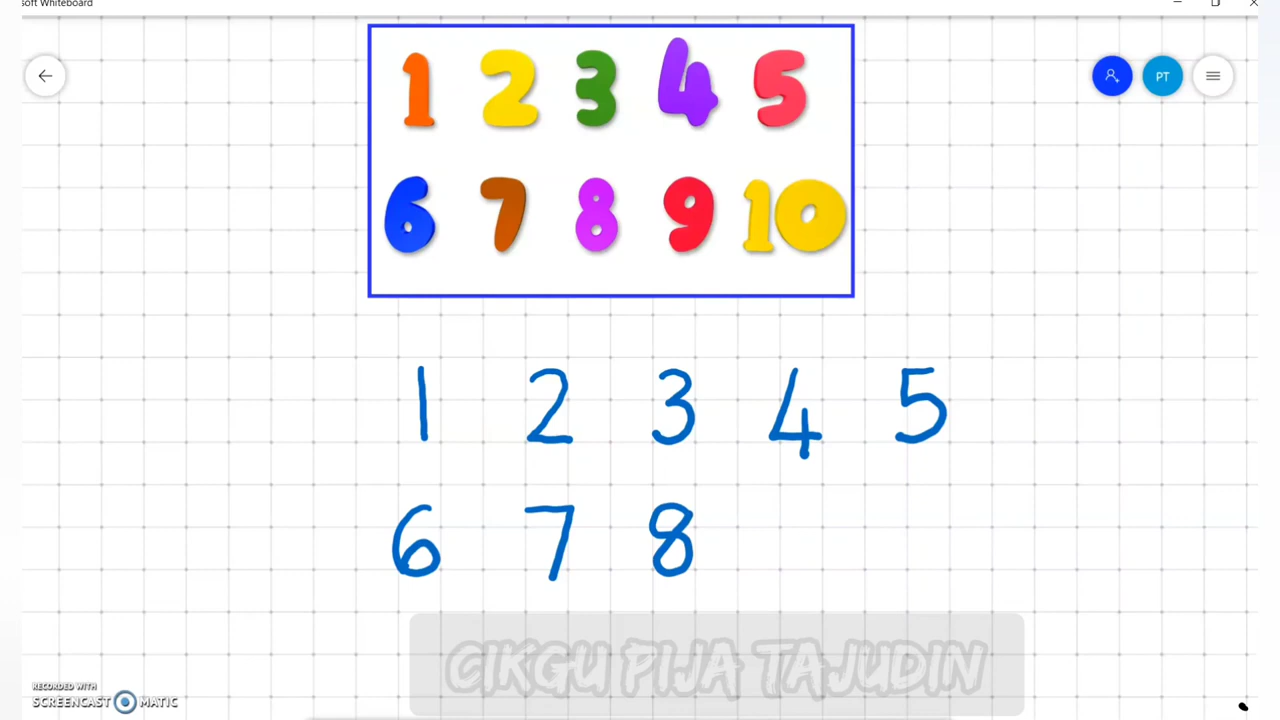 soft Whiteboard
PT
1 2 3 4 5
6 7 8 9 10
1 2 3 4 5
6 7 8
CIKGU PIJA TAJUDIN
RECORDED WITH
SCREENCAST MATIC